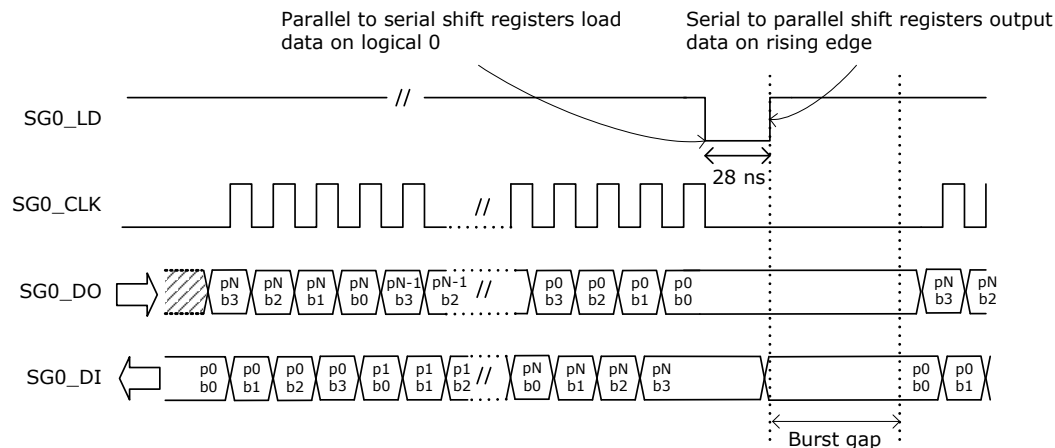 Parallel to serial shift registers load
data on logical 0
Serial to parallel shift registers output
data on rising edge
SG0_LD
//
28 ns
SG0_CLK
//
SG0_DO
pN b3 pN b2 pN b1 pN b0 pN-1 b3 pN-1 b2 // p0 b3 p0 b2 p0 b1 p0 b0 pN b3 pN b2
SG0_DI
p0 b0 p0 b1 p0 b2 p0 b3 p1 b0 p1 b1 p1 b2 // pN b0 pN b1 pN b2 pN b3 p0 b0 p0 b1
Burst gap